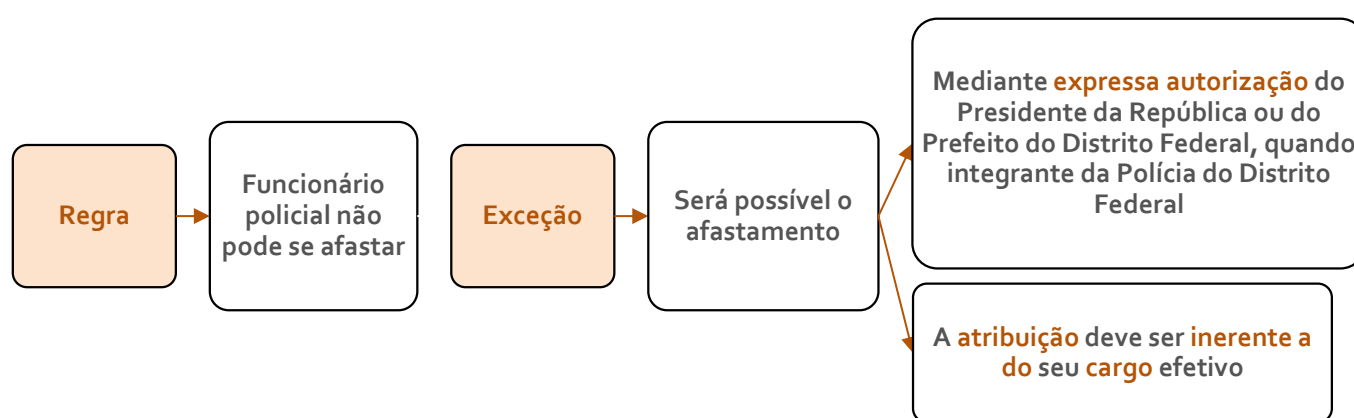 Regra
Funcionário
policial não
pode se afastar
Exceção
Será possível o
afastamento
Mediante expressa autorização do
Presidente da República ou do
Prefeito do Distrito Federal, quando
integrante da Polícia do Distrito
Federal
A atribuição deve ser inerente a
do seu cargo efetivo